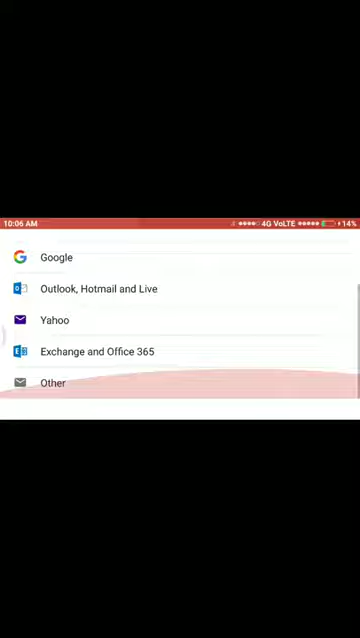 10:06 AM 4G VoLTE 14%
Google
Outlook, Hotmail and Live
Yahoo
Exchange and Office 365
Other